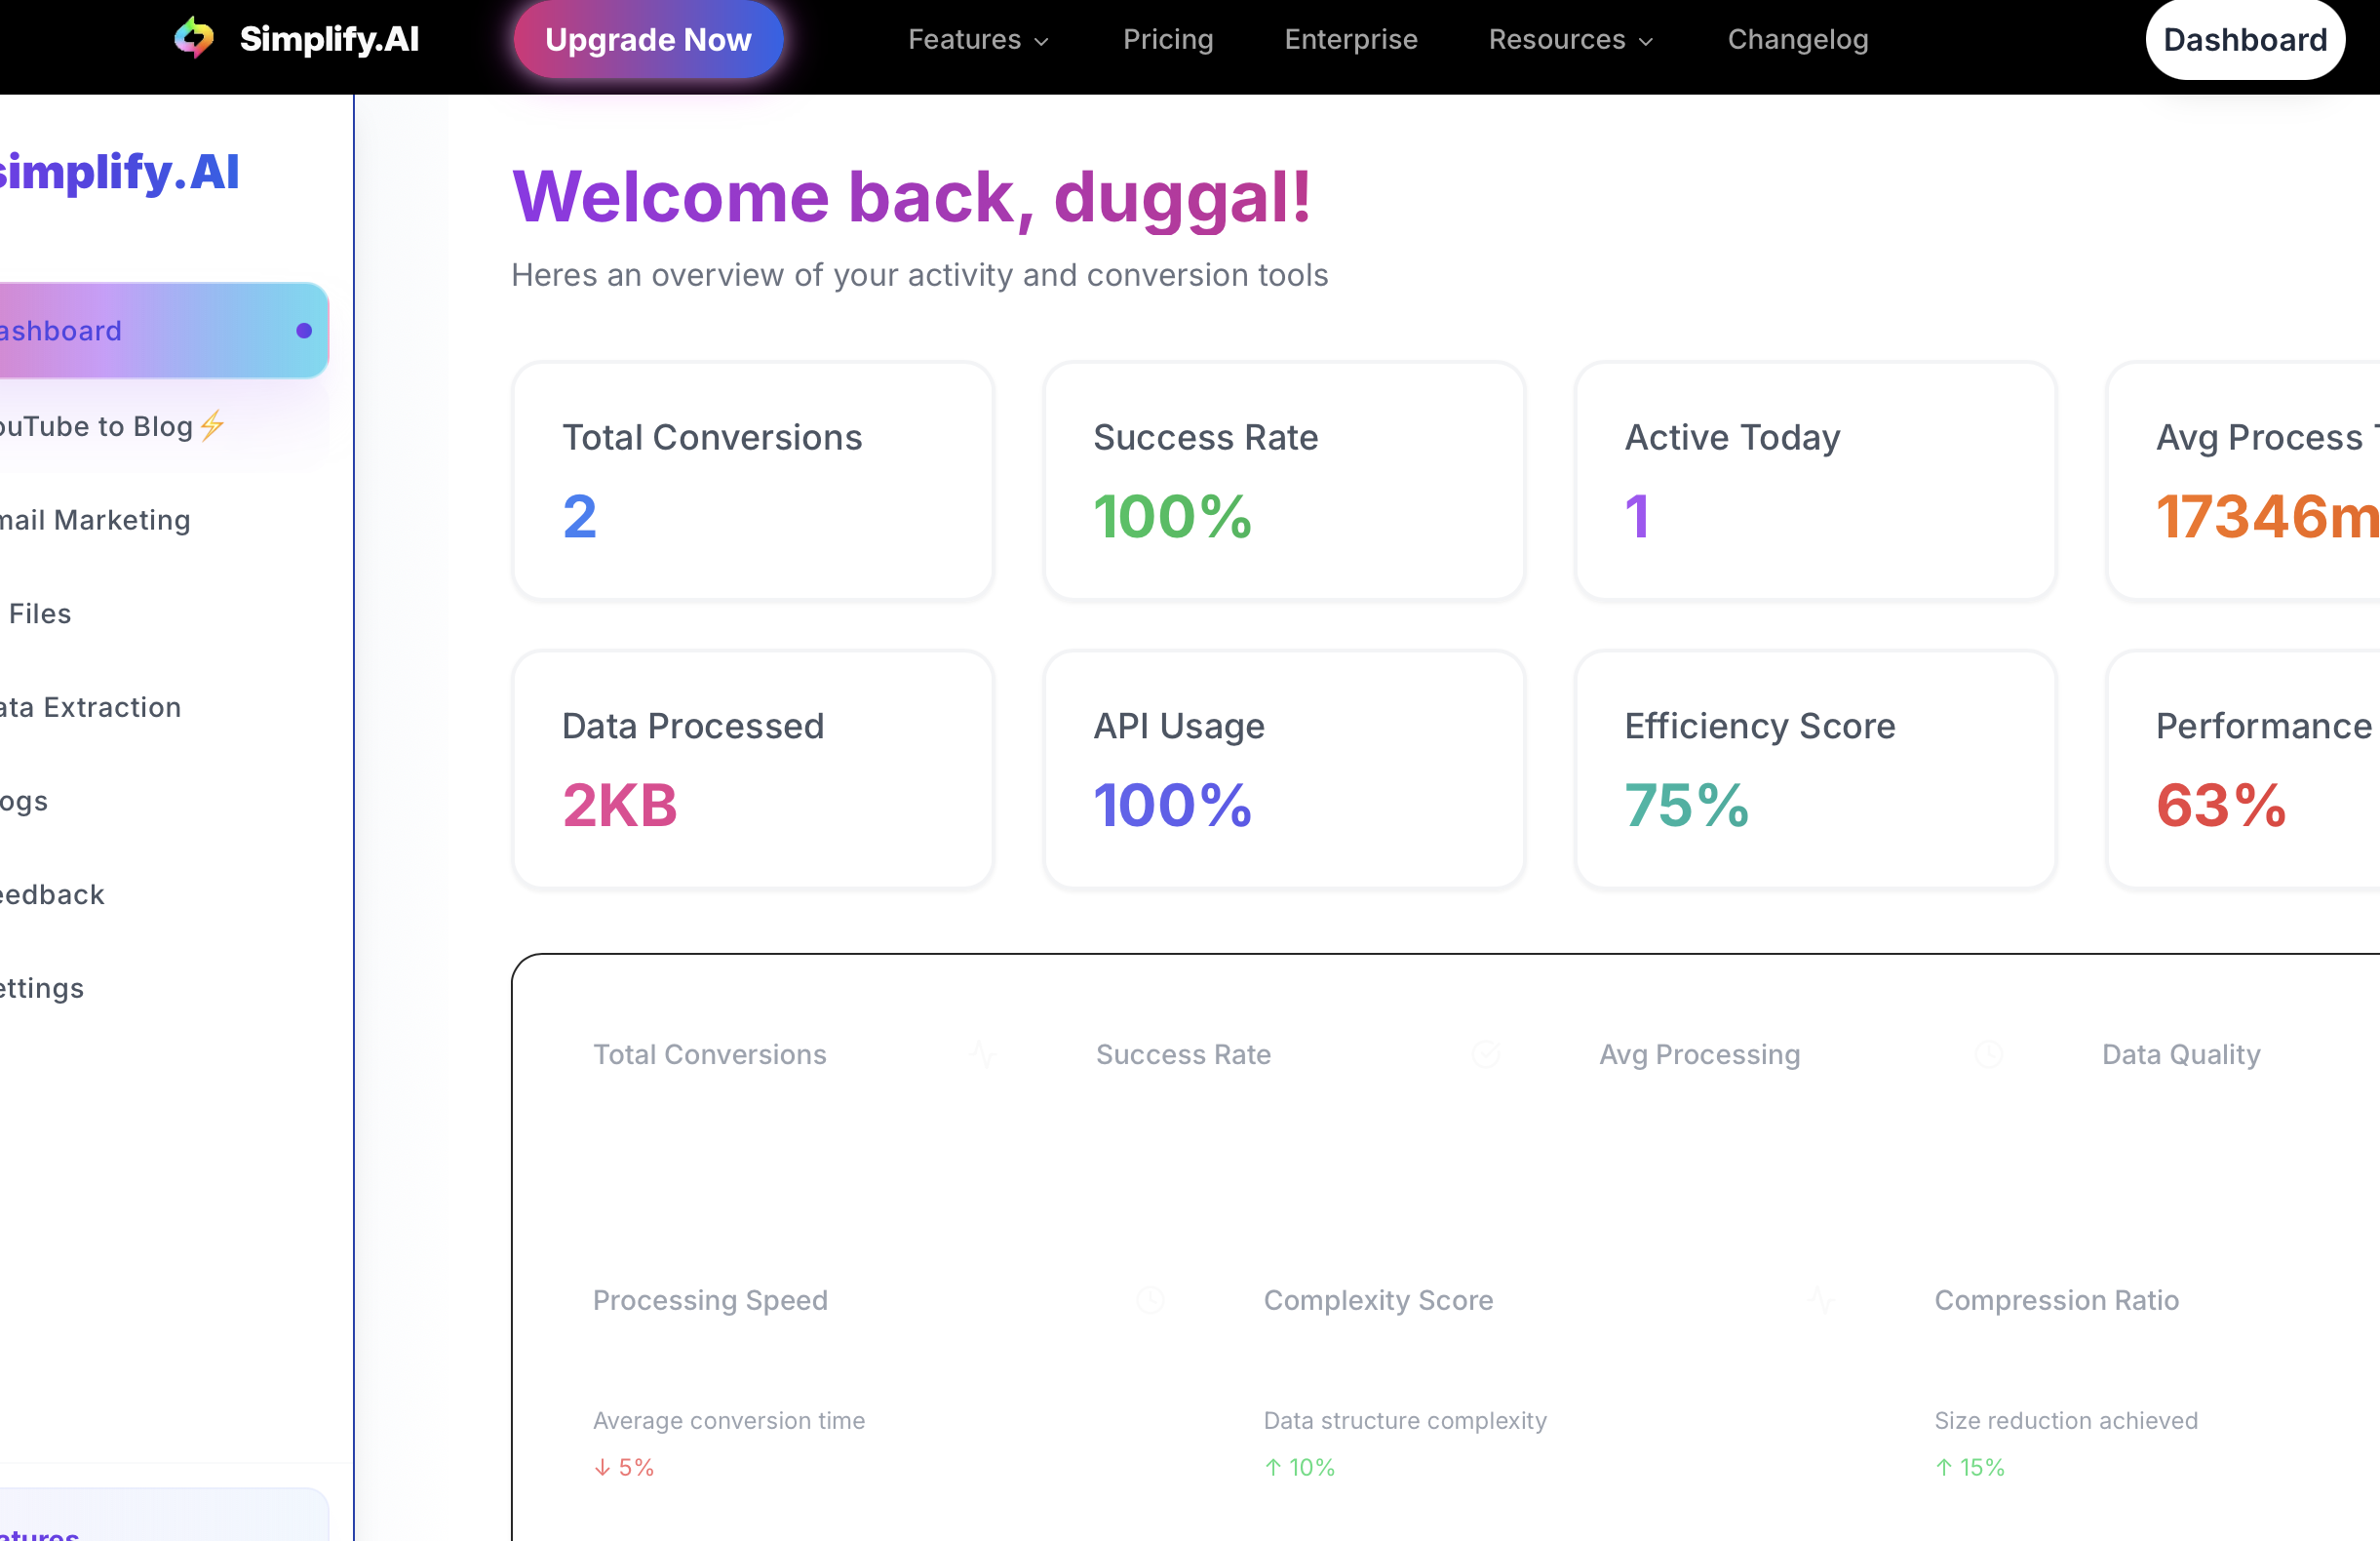 Simplify.AI
Upgrade Now
Features
Pricing
Enterprise
Resources
Changelog
Dashboard
simplify.AI
ashboard
ouTube to Blog⚡
mail Marketing
Files
ata Extraction
ogs
eedback
ettings
atures
Welcome back, duggal!
Heres an overview of your activity and conversion tools
Total Conversions
2
Success Rate
100%
Active Today
1
Avg Process
17346m
Data Processed
2KB
API Usage
100%
Efficiency Score
75%
Performance
63%
Total Conversions
Success Rate
Avg Processing
Data Quality
Processing Speed
Average conversion time
↓ 5%
Complexity Score
Data structure complexity
↑ 10%
Compression Ratio
Size reduction achieved
↑ 15%